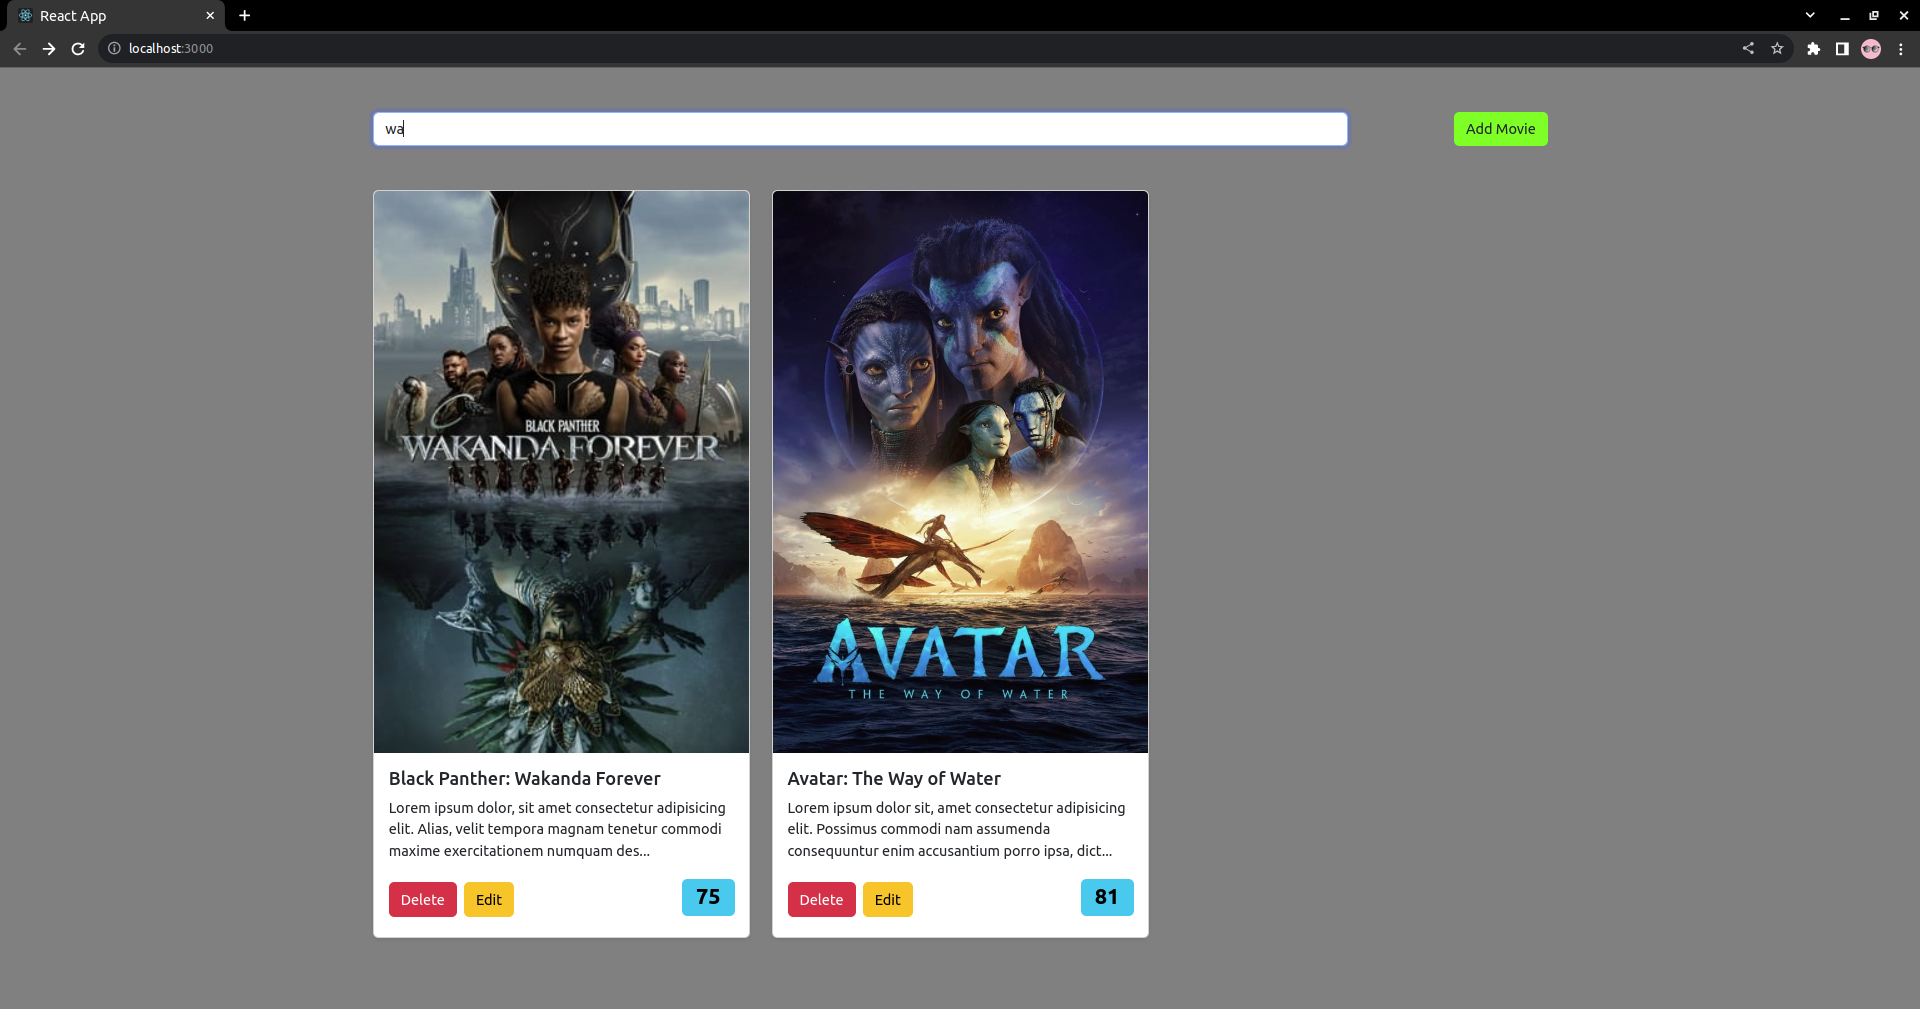 React App
localhost:3000
wa
Add Movie
BLACK PANTHER
WAKANDA FOREVER
AVATAR
THE WAY OF WATER
Black Panther: Wakanda Forever
Lorem ipsum dolor, sit amet consectetur adipisicing
elit. Alias, velit tempora magnam tenetur commodi
maxime exercitationem numquam des...
Delete
Edit
75
Avatar: The Way of Water
Lorem ipsum dolor sit, amet consectetur adipisicing
elit. Possimus commodi nam assumenda
consequuntur enim accusantium porro ipsa, dict...
Delete
Edit
81